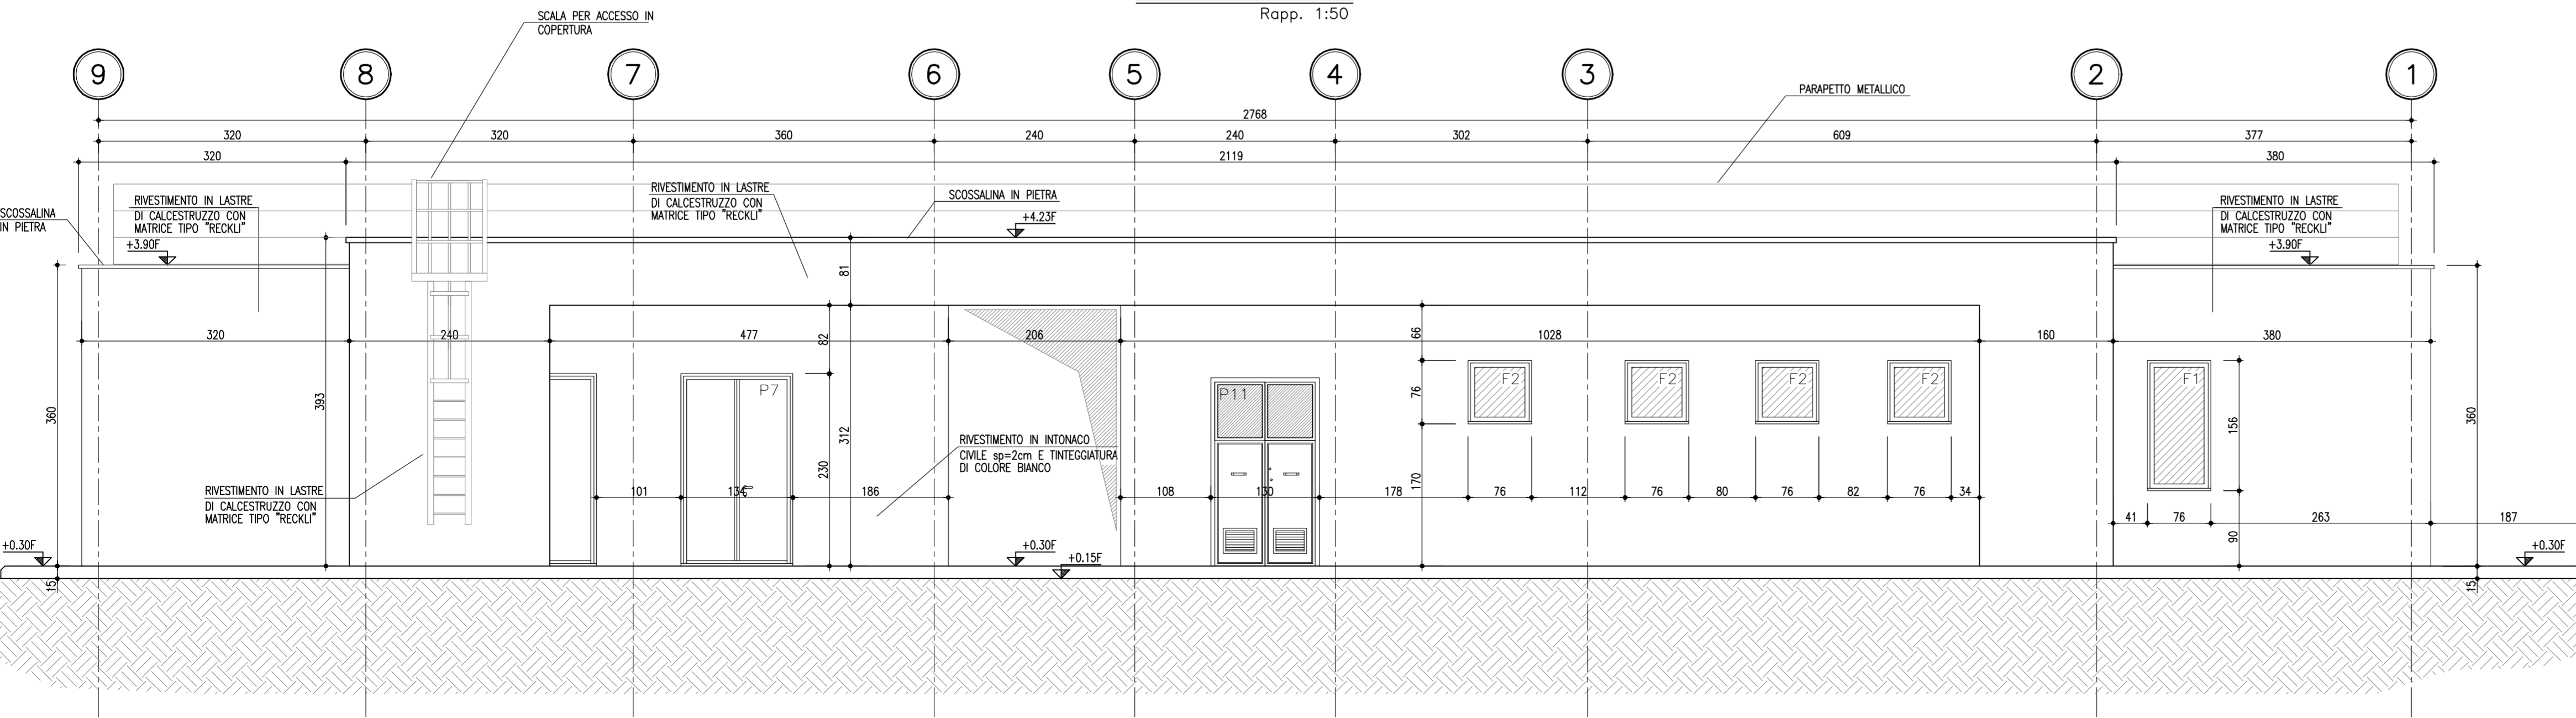 Rapp. 1:50
SCALA PER ACCESSO IN
COPERTURA
9
8
7
6
5
4
3
2
1
PARAPETTO METALLICO
2768
320
320
360
240
240
302
609
377
320
2119
380
SCOSSALINA
IN PIETRA
RIVESTIMENTO IN LASTRE
DI CALCESTRUZZO CON
MATRICE TIPO "RECKLI"
+3.90F
RIVESTIMENTO IN LASTRE
DI CALCESTRUZZO CON
MATRICE TIPO "RECKLI"
SCOSSALINA IN PIETRA
+4.23F
RIVESTIMENTO IN LASTRE
DI CALCESTRUZZO CON
MATRICE TIPO "RECKLI"
+3.90F
81
320
240
477
82
206
66
1028
160
380
P7
P11
F2
F2
F2
F2
F1
360
393
312
230
76
170
156
90
360
RIVESTIMENTO IN INTONACO
CIVILE sp=2cm E TINTEGGIATURA
DI COLORE BIANCO
RIVESTIMENTO IN LASTRE
DI CALCESTRUZZO CON
MATRICE TIPO "RECKLI"
101
134
186
108
130
178
76
112
76
80
76
82
76
34
41
76
263
187
+0.30F
+0.30F
+0.15F
+0.30F
15
15